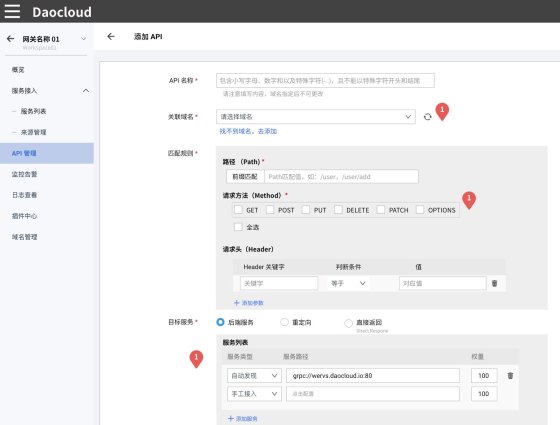 Daocloud
网关名称 01
Workspace01
添加 API
概览
服务接入
服务列表
来源管理
API 管理
监控告警
日志查看
插件中心
域名管理
API 名称 *
包含小写字母、数字和以及特殊字符(-.)，且不能以特殊字符开头和结尾
请注意填写内容，域名指定后不可更改
关联域名 *
请选择域名
1
找不到域名，去添加
匹配规则 *
路径 （Path) *
前缀匹配
Path匹配值，如：/user，/user/add
请求方法（Method） *
1
GET
POST
PUT
DELETE
PATCH
OPTIONS
全选
请求头（Header）
Header 关键字
判断条件
值
关键字
等于
对应值
+ 添加参数
目标服务 *
后端服务
重定向
直接返回
Direct Respone
服务列表
1
服务类型
服务路径
权重
自动发现
grpc://wervs.daocloud.io:80
100
手工接入
点击配置
100
+ 添加服务